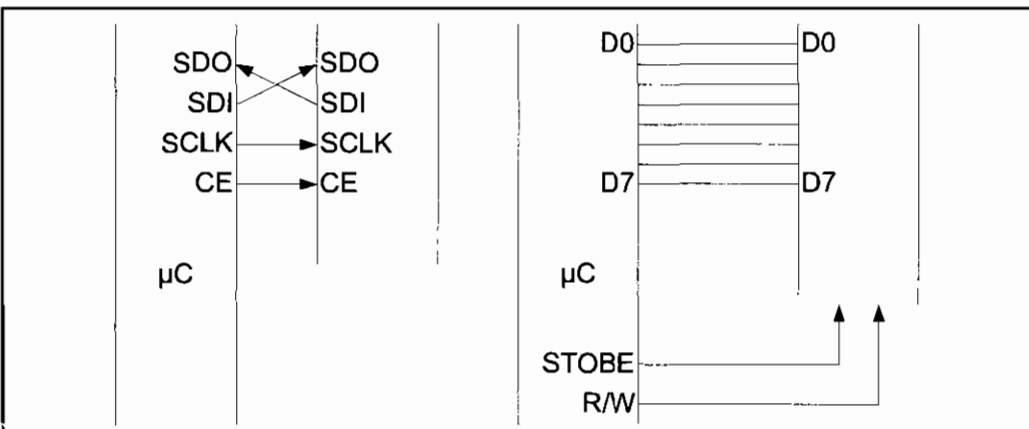 SDO SDO
SDI SDI
SCLK SCLK
CE CE
µC
D0 D0
D7 D7
µC
STOBE
R/W